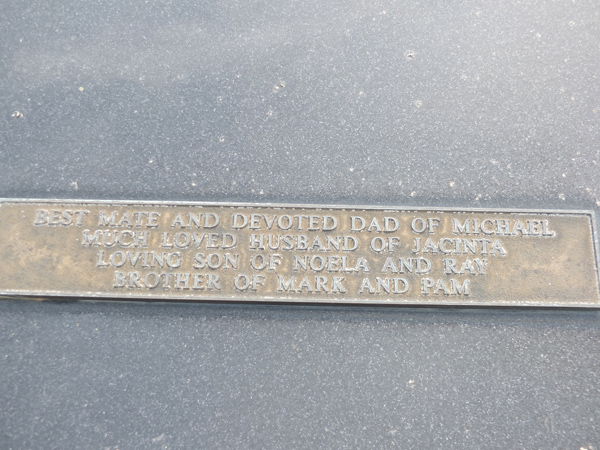 BEST MATE AND DEVOTED DAD OF MICHAEL
MUCH LOVED HUSBAND OF JACINTA
LOVING SON OF NOELA AND RAY
BROTHER OF MARK AND PAM